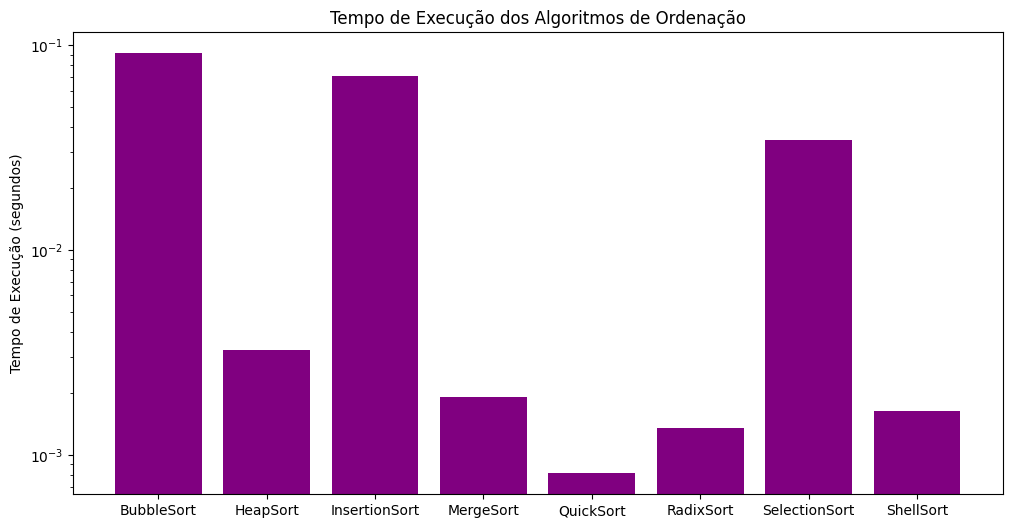 Tempo de Execução dos Algoritmos de Ordenação
Tempo de Execução (segundos)
10⁻¹
10⁻²
10⁻³
BubbleSort HeapSort InsertionSort MergeSort QuickSort RadixSort SelectionSort ShellSort